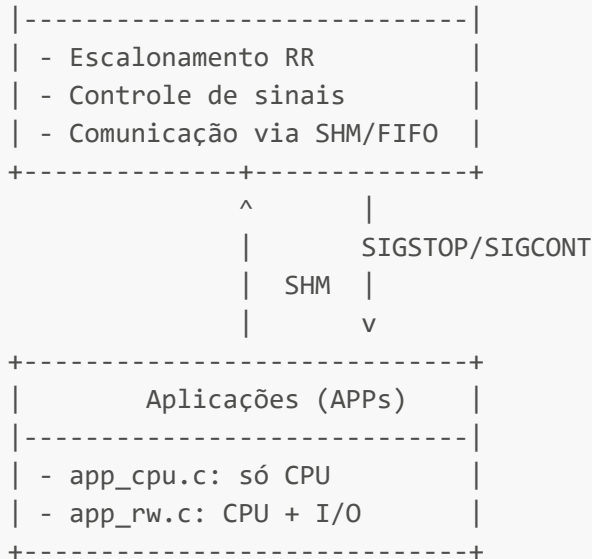 |-----------------------------|
| - Escalonamento RR          |
| - Controle de sinais        |
| - Comunicação via SHM/FIFO  |
+--------------+--------------+
               ^       |
               |       SIGSTOP/SIGCONT
               |  SHM  |
               |       v
+-----------------------------+
|        Aplicações (APPs)    |
|-----------------------------|
| - app_cpu.c: só CPU         |
| - app_rw.c: CPU + I/O       |
+-----------------------------+